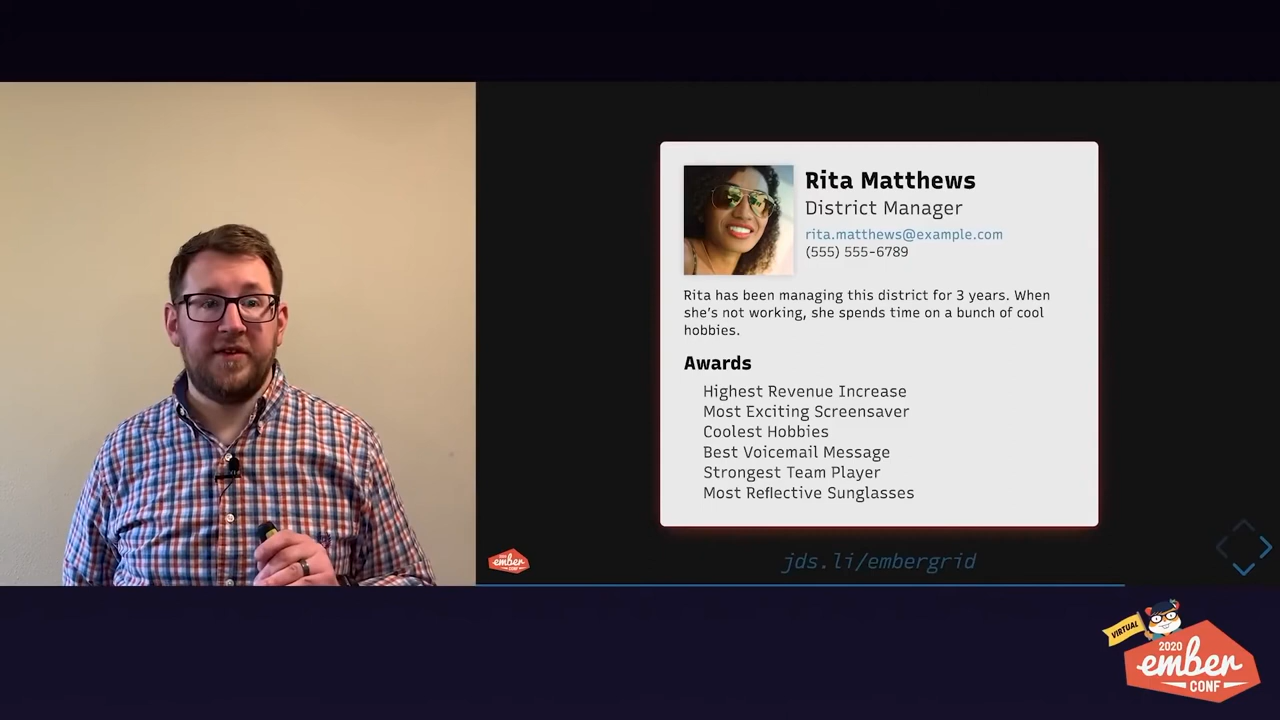 Rita Matthews
District Manager
rita.matthews@example.com
(555) 555-6789
Rita has been managing this district for 3 years. When
she's not working, she spends time on a bunch of cool
hobbies.
Awards
Highest Revenue Increase
Most Exciting Screensaver
Coolest Hobbies
Best Voicemail Message
Strongest Team Player
Most Reflective Sunglasses
ember
CONF
jds.li/embergrid
VIRTUAL
2020
ember
CONF